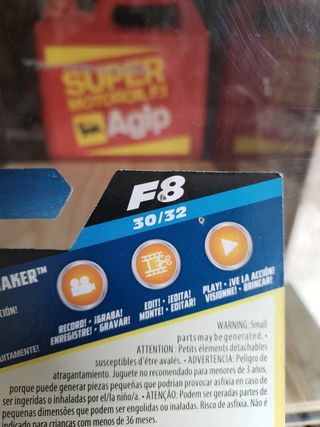 SUPER
MOTOROIL
Agip
F8
30/32
AKER™
CIÓN!
RECORD! • ¡GRABA!
ENREGISTRE! • GRAVAR!
EDIT! • ¡EDITA!
MONTE! • EDITAR!
PLAY! • ¡VE LA ACCIÓN!
VISIONNE! • BRINCAR!
UITAMENTE!
WARNING: Small
parts may be generated. •
ATTENTION : Petits éléments détachables
susceptibles d'être avalés. • ADVERTENCIA: Peligro de
atragantamiento. Juguete no recomendado para menores de 3 años,
porque puede generar piezas pequeñas que podrían provocar asfixia en caso de
ser ingeridas o inhaladas por el/la niño/a. • ATENÇÃO: Podem ser geradas partes de
pequenas dimensões que podem ser engolidas ou inaladas. Risco de asfixia. Não é
indicado para crianças com menos de 36 meses.